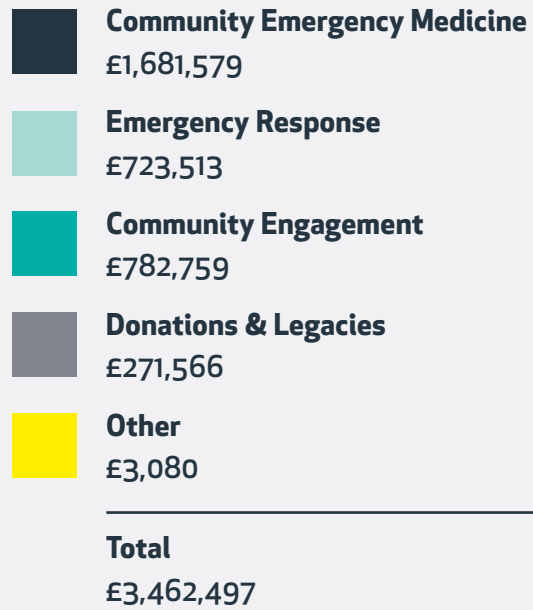 Community Emergency Medicine
£1,681,579
Emergency Response
£723,513
Community Engagement
£782,759
Donations & Legacies
£271,566
Other
£3,080
Total
£3,462,497